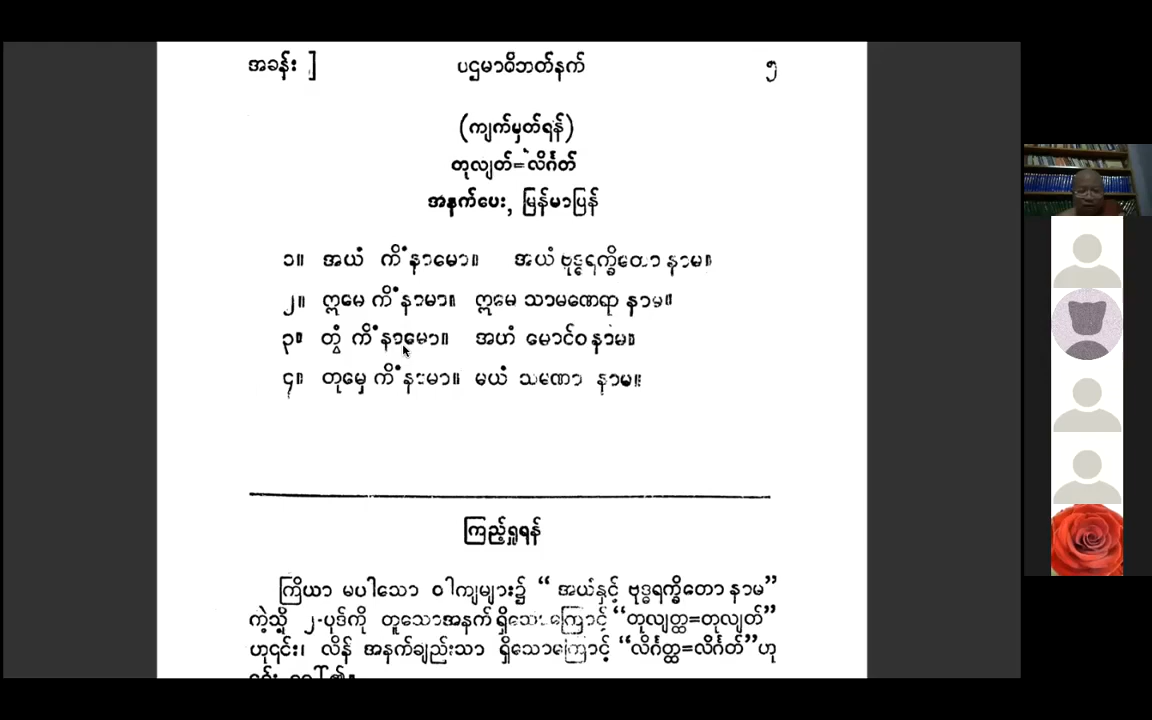 အခန်း ]
ပဌမာဝိဘတ်နက်
၅
(ကျက်မှတ်ရန်)
တုလျတ်=လိင်္ဂတ်
အနက်ပေး, မြန်မာပြန်
၁။ အယံ ကိံနာမော။ အယံ ဗုဒ္ဓရက္ခိတော နာမ။
၂။ ဣမေ ကိံနာမာ။ ဣမေ သာမဏေရာ နာမ။
၃။ တွံ ကိံနာမော။ အဟံ မောင်ဝ နာမ။
၄။ တုမှေ ကိံနာမာ။ မယံ သမဏာ နာမ။
ကြည့်ရှုရန်
ကြိယာ မပါသော ဝါကျများ၌ “ အယံနှင့် ဗုဒ္ဓရက္ခိတော နာမ”
ကဲ့သို့ ၂-ပုဒ်ကို တူသောအနက် ရှိသောကြောင့် “တုလျတ္ထ=တုလျတ်”
ဟု၎င်း၊ လိန် အနက်ချည်းသာ ရှိသောကြောင့် “လိင်္ဂတ္ထ=လိင်္ဂတ်”ဟု